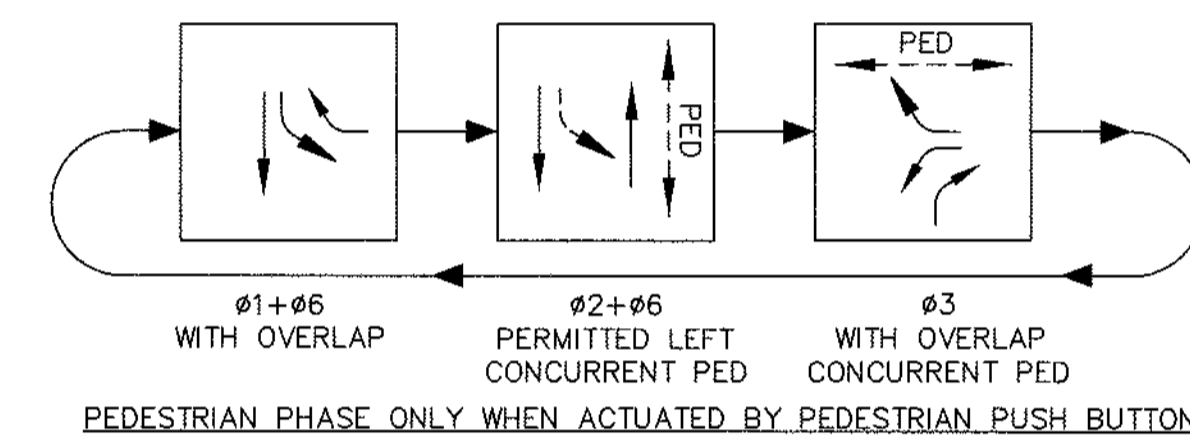 PED
PED
ø1+ø6
WITH OVERLAP
ø2+ø6
PERMITTED LEFT
CONCURRENT PED
ø3
WITH OVERLAP
CONCURRENT PED
PEDESTRIAN PHASE ONLY WHEN ACTUATED BY PEDESTRIAN PUSH BUTTON